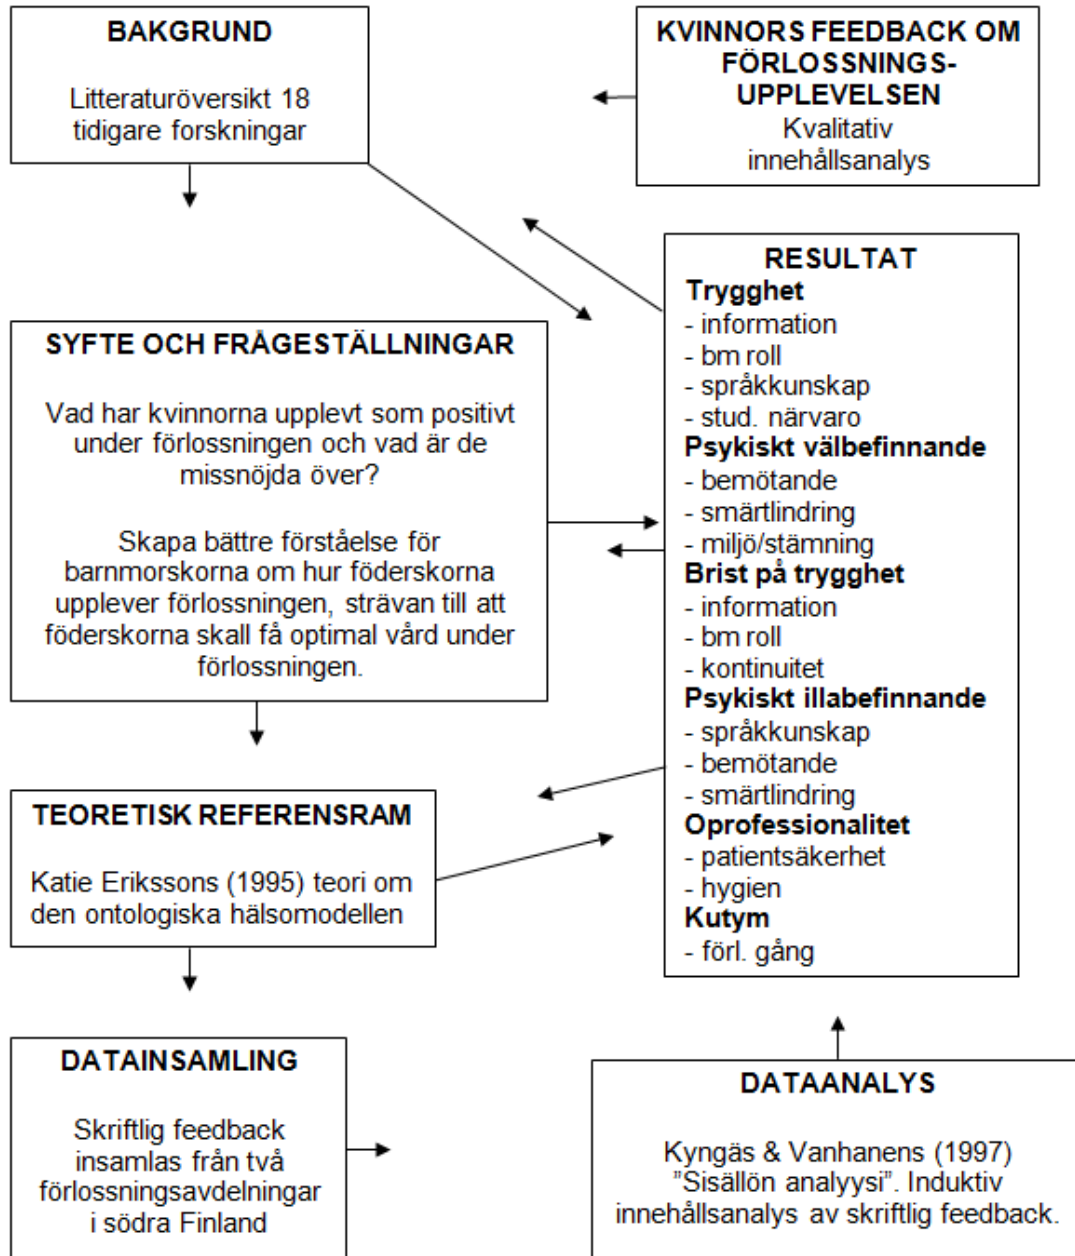 BAKGRUND
Litteraturöversikt 18
tidigare forskningar
KVINNORS FEEDBACK OM
FÖRLOSSNINGS-
UPPLEVELSEN
Kvalitativ
innehållsanalys
SYFTE OCH FRÅGESTÄLLNINGAR
Vad har kvinnorna upplevt som positivt
under förlossningen och vad är de
missnöjda över?
Skapa bättre förståelse för
barnmorskorna om hur föderskorna
upplever förlossningen, strävan till att
föderskorna skall få optimal vård under
förlossningen.
RESULTAT
Trygghet
- information
- bm roll
- språkkunskap
- stud. närvaro
Psykiskt välbefinnande
- bemötande
- smärtlindring
- miljö/stämning
Brist på trygghet
- information
- bm roll
- kontinuitet
Psykiskt illabefinnande
- språkkunskap
- bemötande
- smärtlindring
Oprofessionalitet
- patientsäkerhet
- hygien
Kutym
- förl. gång
TEORETISK REFERENSRAM
Katie Erikssons (1995) teori om
den ontologiska hälsomodellen
DATAINSAMLING
Skriftlig feedback
insamlas från två
förlossningsavdelningar
i södra Finland
DATAANALYS
Kyngäs & Vanhanens (1997)
”Sisällön analyysi”. Induktiv
innehållsanalys av skriftlig feedback.